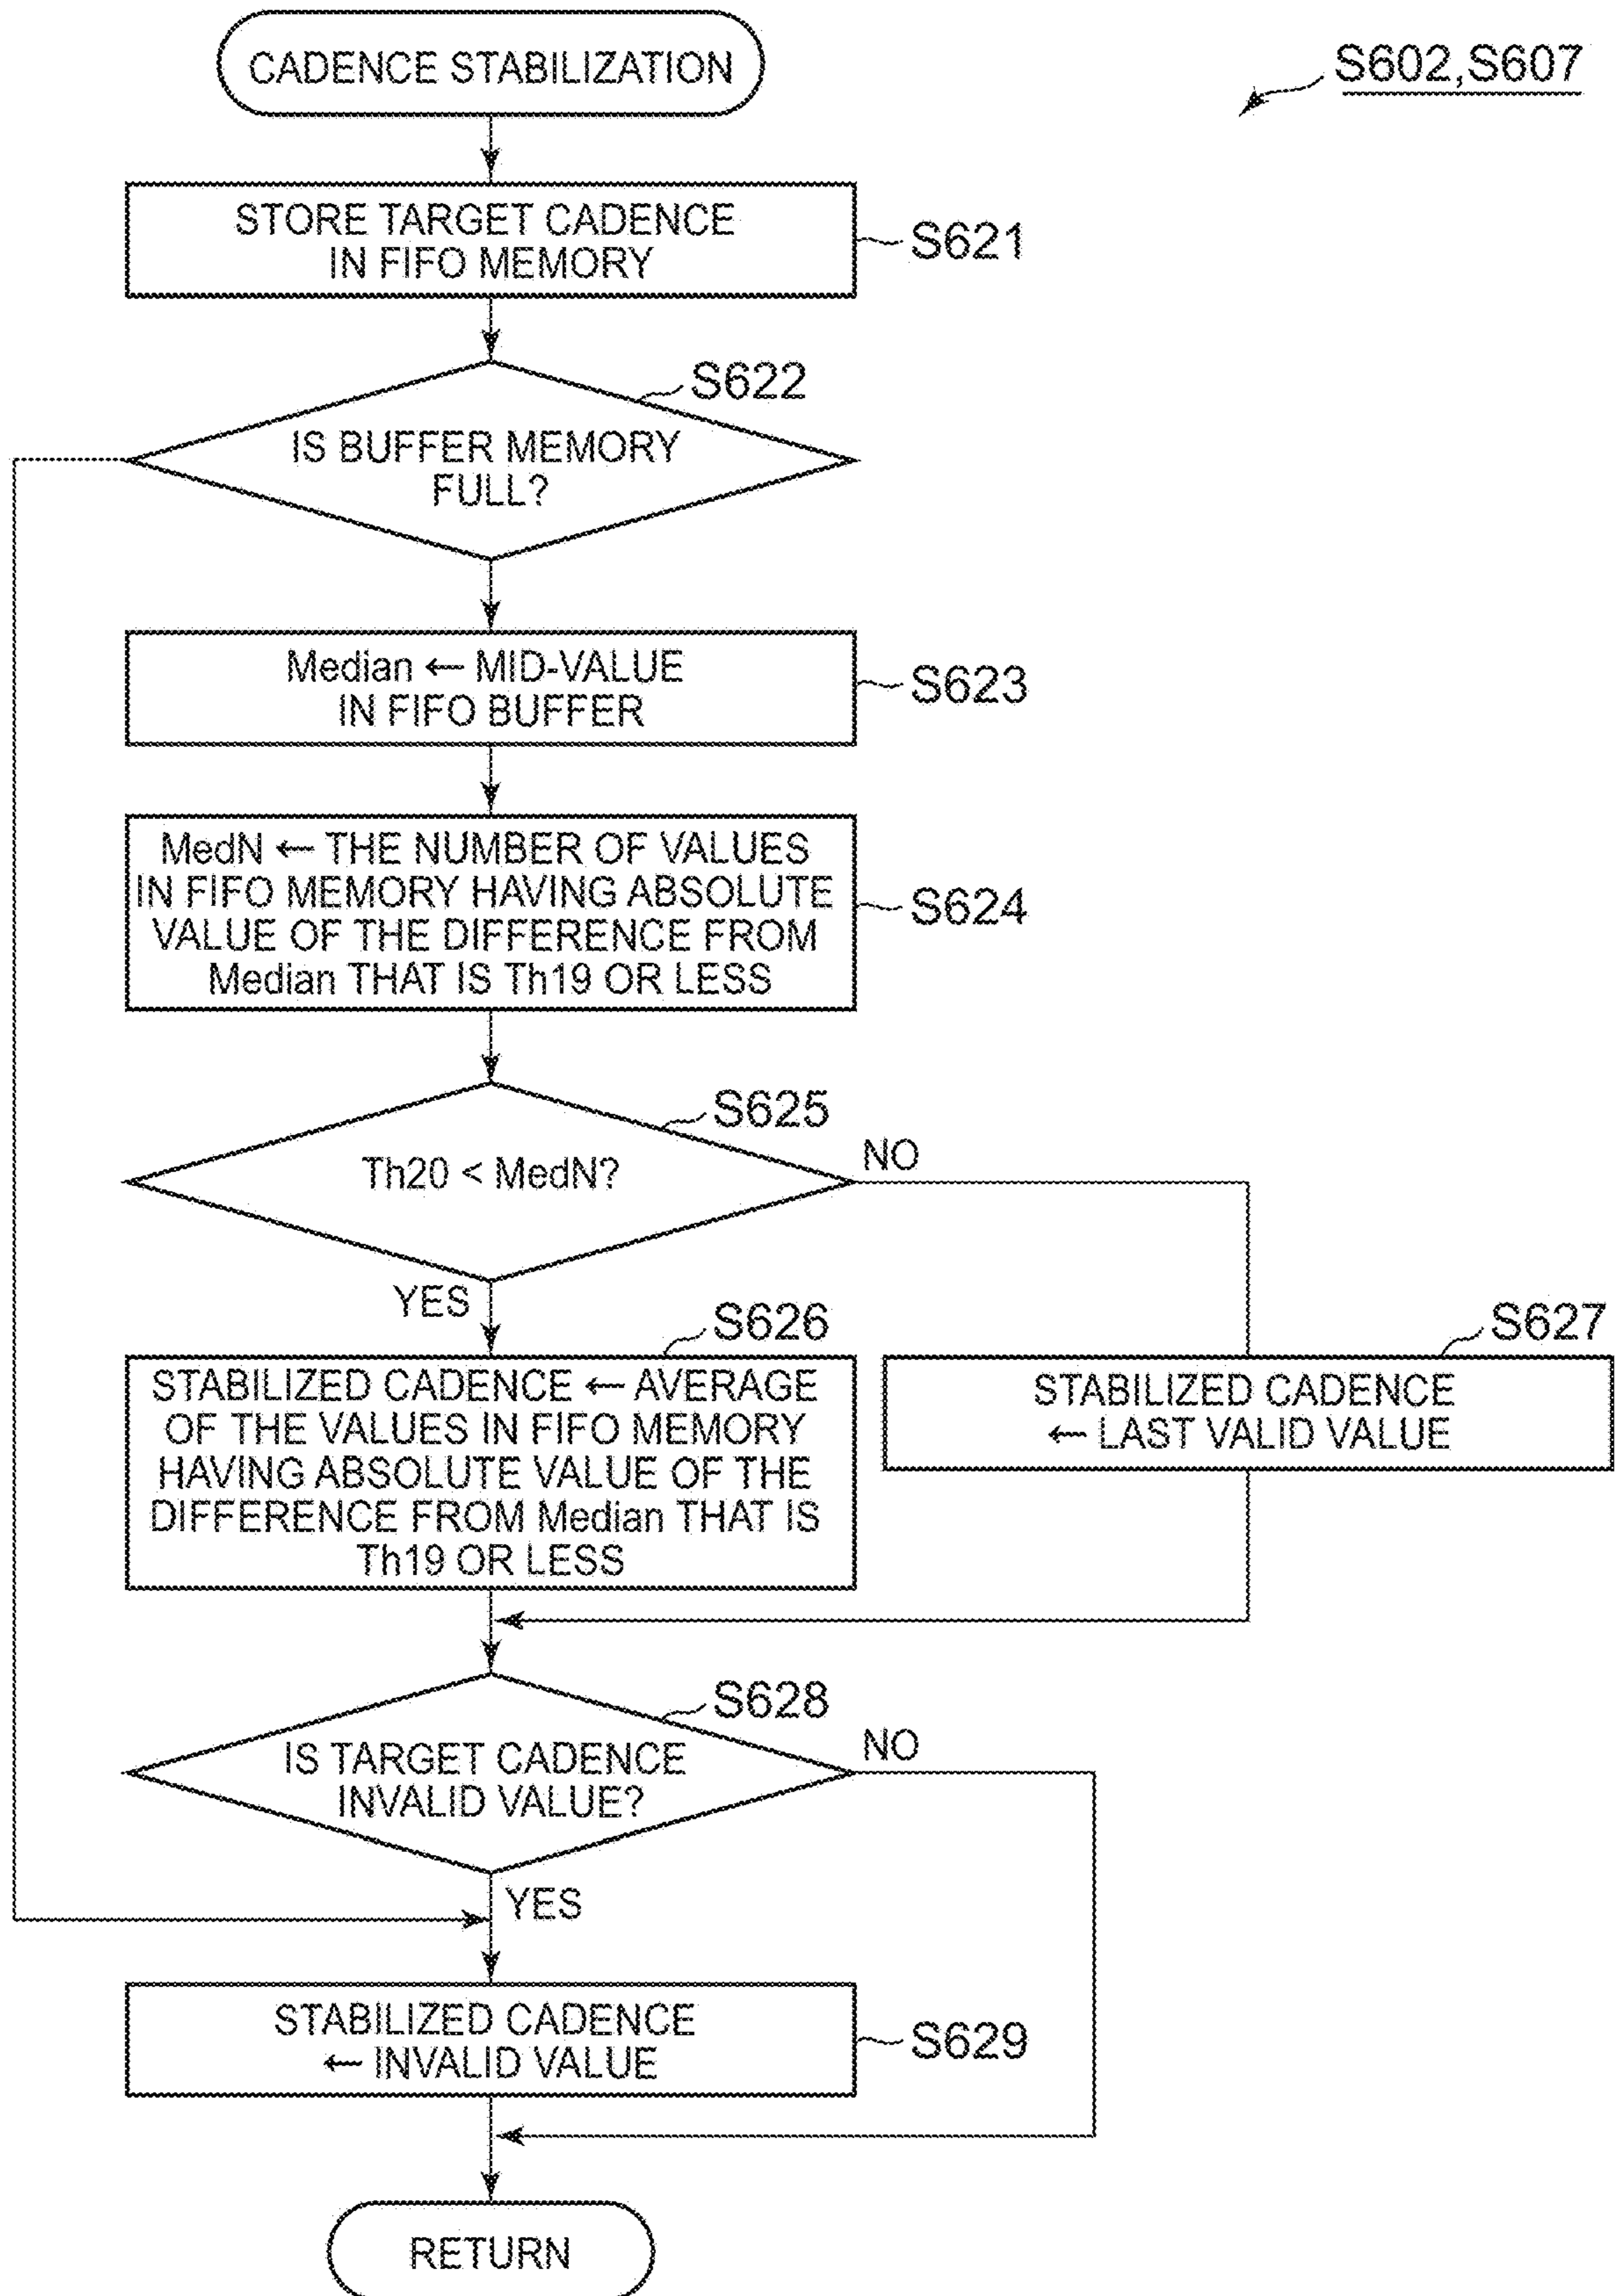 CADENCE STABILIZATION
S602,S607
STORE TARGET CADENCE
IN FIFO MEMORY
S621
S622
IS BUFFER MEMORY
FULL?
Median ← MID-VALUE
IN FIFO BUFFER
S623
MedN ← THE NUMBER OF VALUES
IN FIFO MEMORY HAVING ABSOLUTE
VALUE OF THE DIFFERENCE FROM
Median THAT IS Th19 OR LESS
S624
S625
Th20 < MedN?
NO
YES
S626
STABILIZED CADENCE ← AVERAGE
OF THE VALUES IN FIFO MEMORY
HAVING ABSOLUTE VALUE OF THE
DIFFERENCE FROM Median THAT IS
Th19 OR LESS
S627
STABILIZED CADENCE
← LAST VALID VALUE
S628
IS TARGET CADENCE
INVALID VALUE?
NO
YES
STABILIZED CADENCE
← INVALID VALUE
S629
RETURN